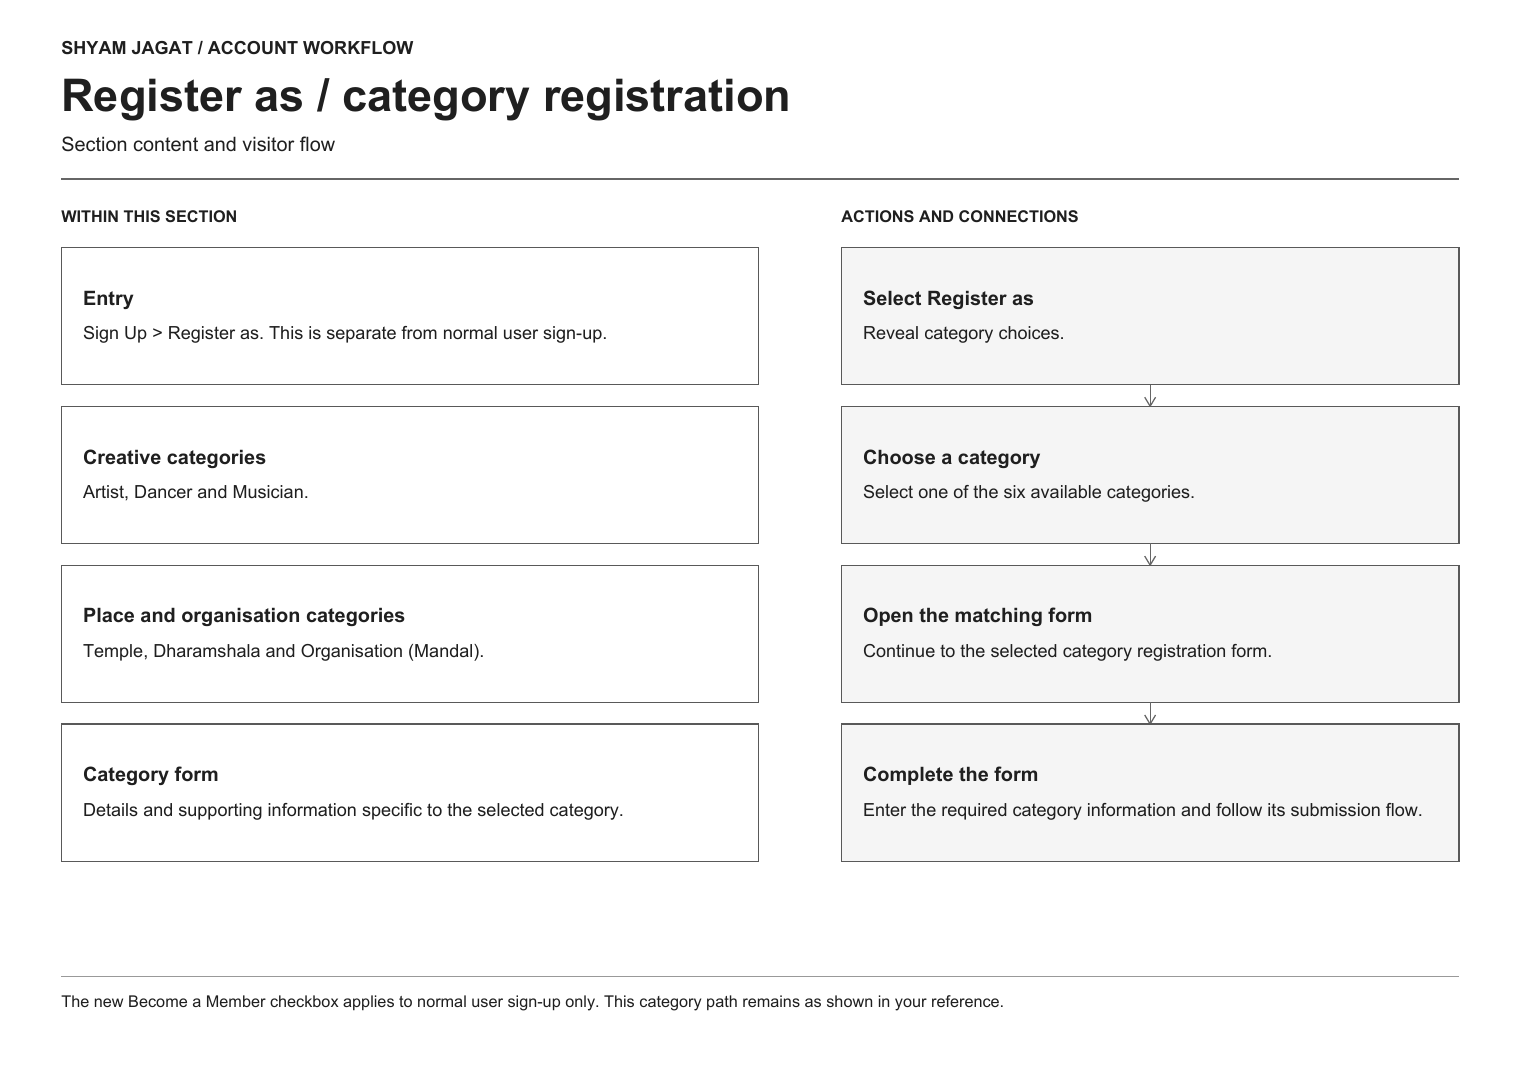 SHYAM JAGAT / ACCOUNT WORKFLOW
Register as / category registration
Section content and visitor flow
WITHIN THIS SECTION
Entry
Sign Up > Register as. This is separate from normal user sign-up.
Creative categories
Artist, Dancer and Musician.
Place and organisation categories
Temple, Dharamshala and Organisation (Mandal).
Category form
Details and supporting information specific to the selected category.
ACTIONS AND CONNECTIONS
Select Register as
Reveal category choices.
Choose a category
Select one of the six available categories.
Open the matching form
Continue to the selected category registration form.
Complete the form
Enter the required category information and follow its submission flow.
The new Become a Member checkbox applies to normal user sign-up only. This category path remains as shown in your reference.